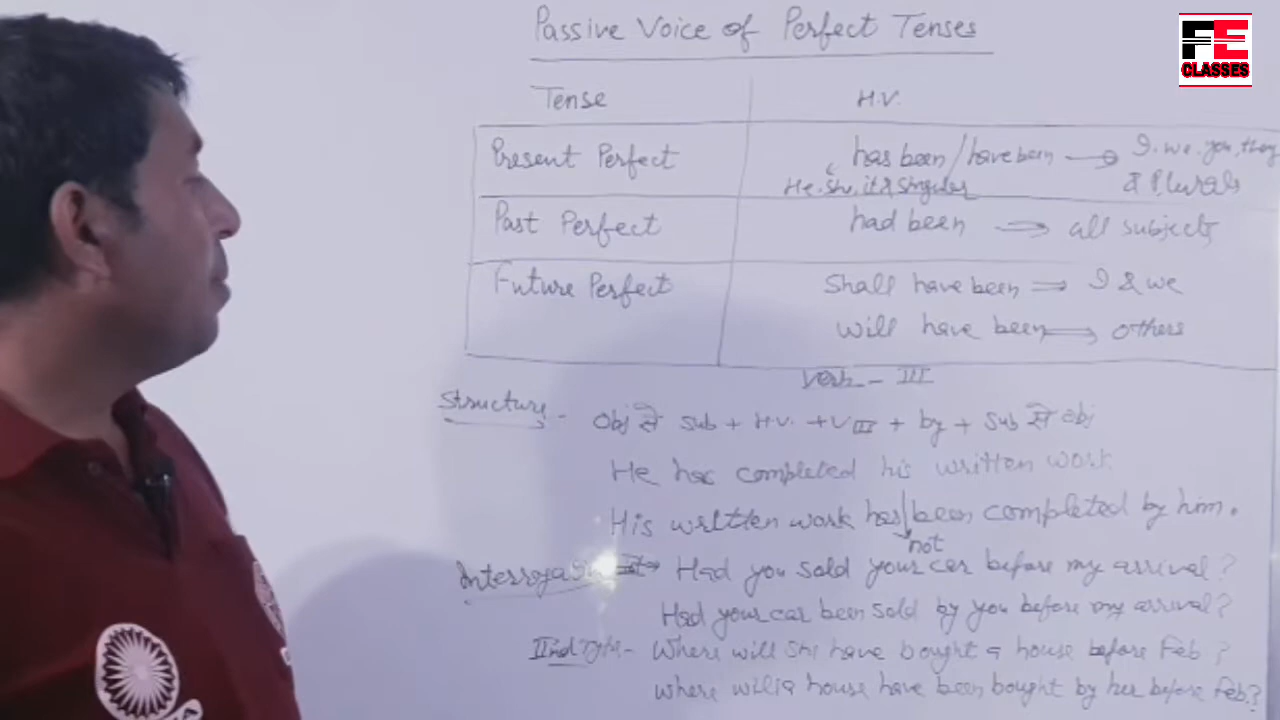 Passive Voice of Perfect Tenses
FE
CLASSES
Tense H.V.
Present Perfect has been/have been → I, we, you, they
He, she, it & singular & Plurals
Past Perfect had been → all subjects
Future Perfect Shall have been ⇒ I & we
will have been → others
Verb - III
Structure - Obj से sub + H.V. + V III + by + Sub से obj
He has completed his written work
His written work has/been completed by him.
not
Interrogative ⇒ Had you sold your car before my arrival?
Had your car been sold by you before my arrival?
IInd Type - Where will she have bought a house before Feb?
where will a house have been bought by her before Feb.?